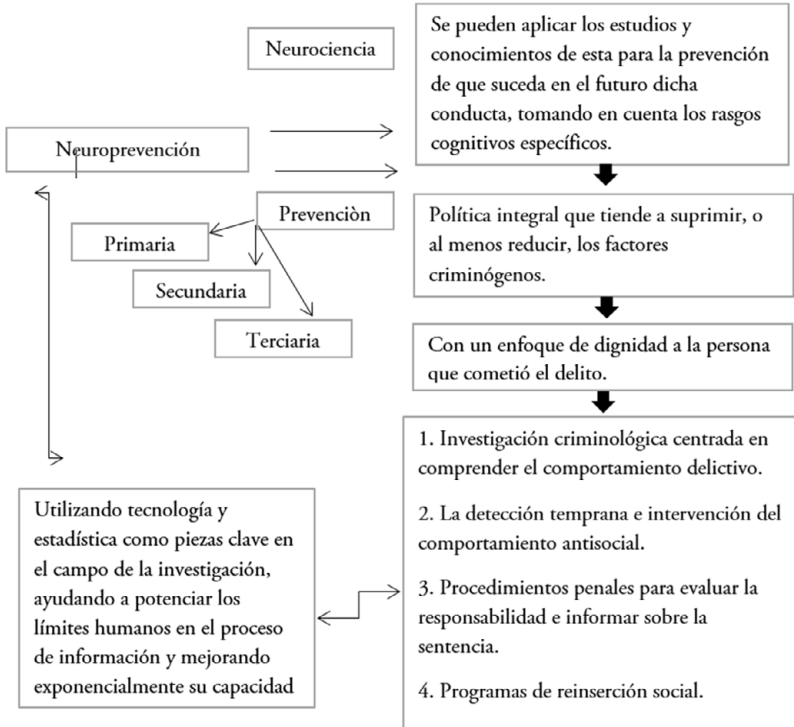 Neurociencia
Se pueden aplicar los estudios y
conocimientos de esta para la prevención
de que suceda en el futuro dicha
conducta, tomando en cuenta los rasgos
cognitivos específicos.
Neuroprevención
Prevenciòn
Primaria
Secundaria
Terciaria
Política integral que tiende a suprimir, o
al menos reducir, los factores
criminógenos.
Con un enfoque de dignidad a la persona
que cometió el delito.
1. Investigación criminológica centrada en
comprender el comportamiento delictivo.
2. La detección temprana e intervención del
comportamiento antisocial.
3. Procedimientos penales para evaluar la
responsabilidad e informar sobre la
sentencia.
4. Programas de reinserción social.
Utilizando tecnología y
estadística como piezas clave en
el campo de la investigación,
ayudando a potenciar los
límites humanos en el proceso
de información y mejorando
exponencialmente su capacidad